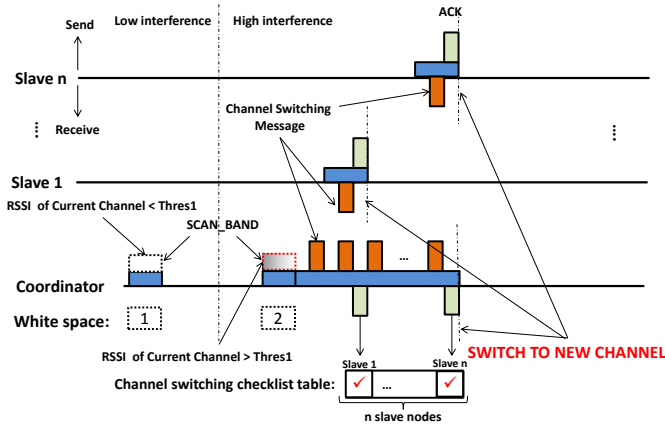 Low interference
High interference
ACK
Send
Slave n
Receive
Channel Switching
Message
...
...
Slave 1
RSSI of Current Channel < Thres1
SCAN_BAND
...
Coordinator
White space:
1
2
RSSI of Current Channel > Thres1
SWITCH TO NEW CHANNEL
Slave 1
Slave n
Channel switching checklist table:
✓ ... ✓
n slave nodes